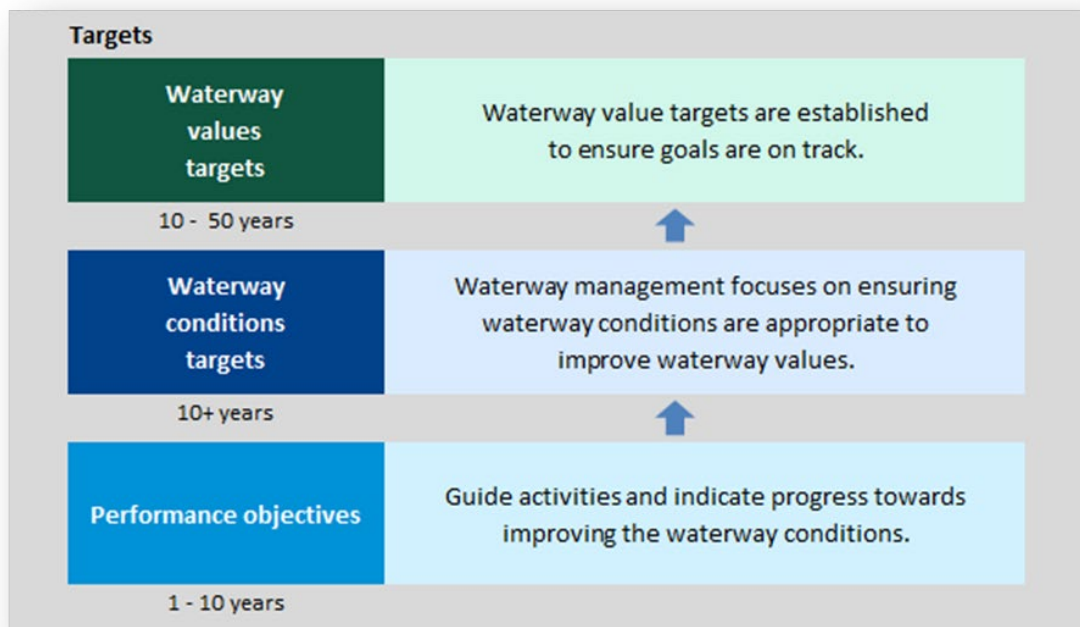 Targets
Waterway
values
targets
Waterway value targets are established
to ensure goals are on track.
10 - 50 years
Waterway
conditions
targets
Waterway management focuses on ensuring
waterway conditions are appropriate to
improve waterway values.
10+ years
Performance objectives
Guide activities and indicate progress towards
improving the waterway conditions.
1 - 10 years